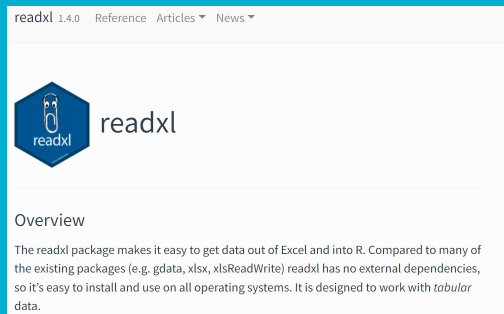 readxl 1.4.0 Reference Articles News
readxl
readxl
Overview
The readxl package makes it easy to get data out of Excel and into R. Compared to many of
the existing packages (e.g. gdata, xlsx, xlsReadWrite) readxl has no external dependencies,
so it’s easy to install and use on all operating systems. It is designed to work with tabular
data.